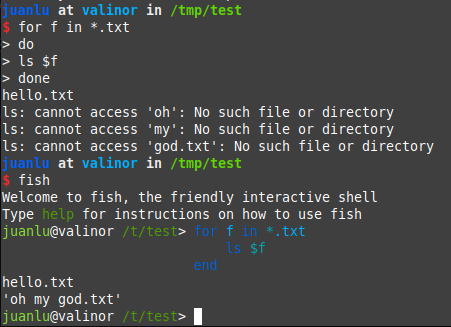 juanlu at valinor in /tmp/test
$ for f in *.txt
> do
> ls $f
> done
hello.txt
ls: cannot access 'oh': No such file or directory
ls: cannot access 'my': No such file or directory
ls: cannot access 'god.txt': No such file or directory
juanlu at valinor in /tmp/test
$ fish
Welcome to fish, the friendly interactive shell
Type help for instructions on how to use fish
juanlu@valinor /t/test> for f in *.txt
ls $f
end
hello.txt
'oh my god.txt'
juanlu@valinor /t/test>